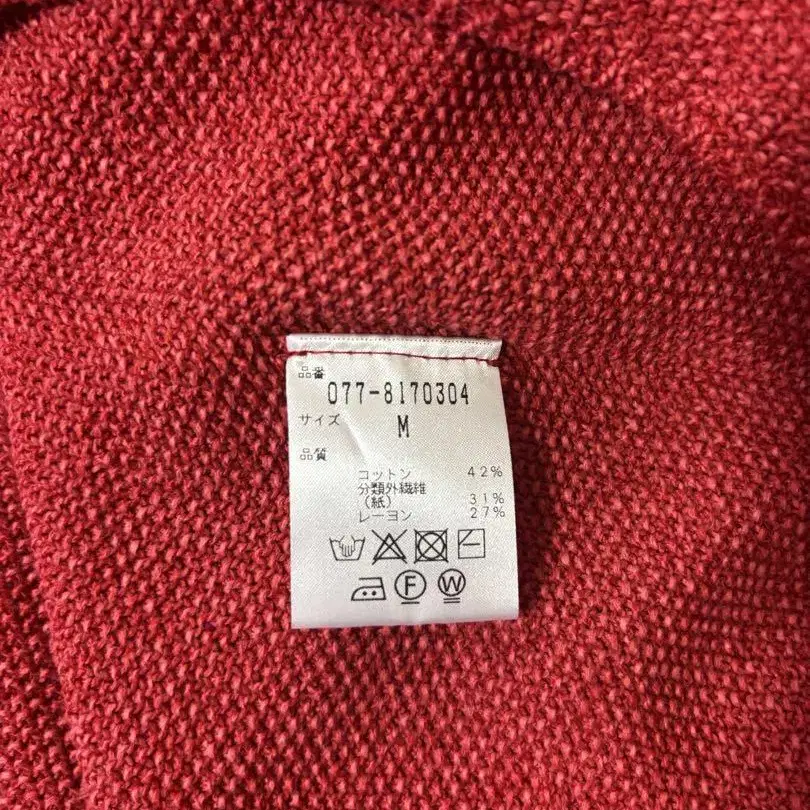 品番
077-8170304
サイズ
M
品質
コットン 42%
分類外繊維
(紙) 31%
レーヨン 27%
F W